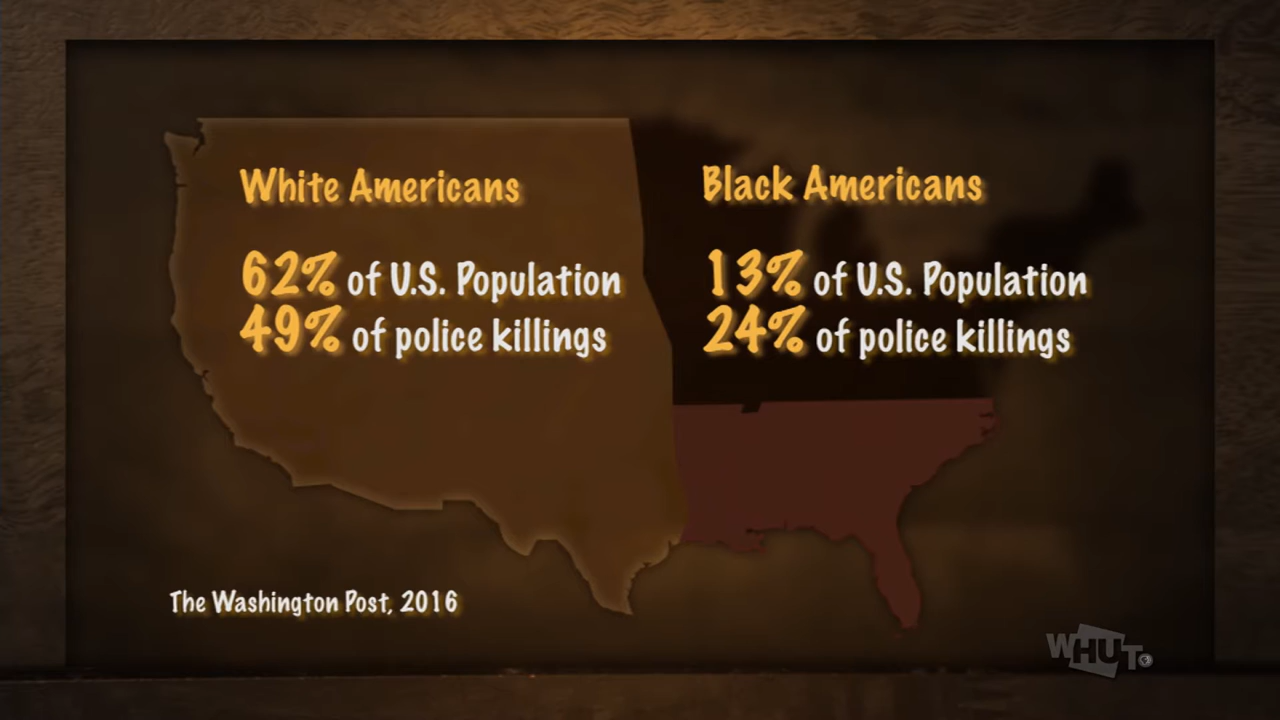 White Americans
62% of U.S. Population
49% of police killings
Black Americans
13% of U.S. Population
24% of police killings
The Washington Post, 2016
WHUT